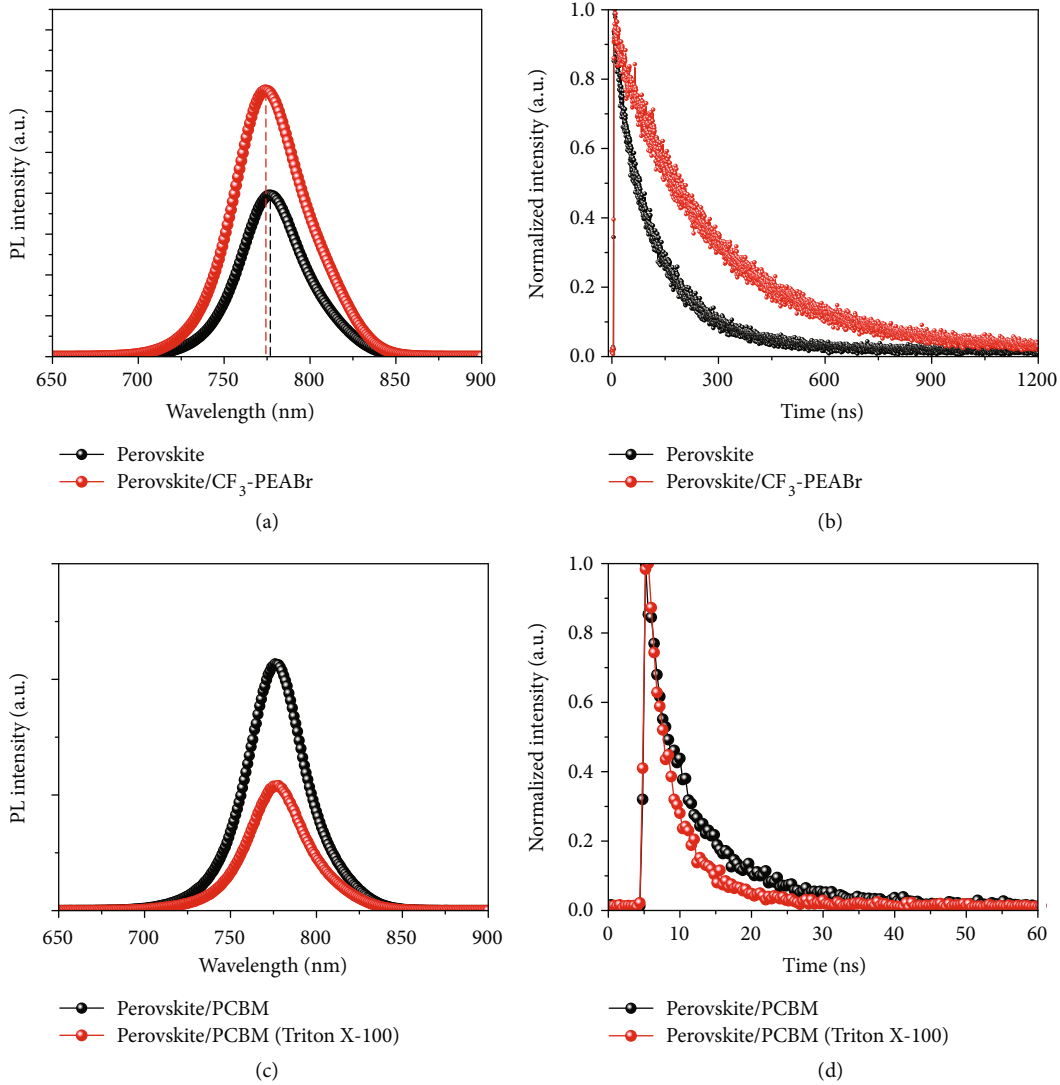 PL intensity (a.u.)
650 700 750 800 850 900
Wavelength (nm)
Perovskite
Perovskite/CF₃-PEABr
(a)
Normalized intensity (a.u.)
1.0
0.8
0.6
0.4
0.2
0.0
0 300 600 900 1200
Time (ns)
Perovskite
Perovskite/CF₃-PEABr
(b)
PL intensity (a.u.)
650 700 750 800 850 900
Wavelength (nm)
Perovskite/PCBM
Perovskite/PCBM (Triton X-100)
(c)
Normalized intensity (a.u.)
1.0
0.8
0.6
0.4
0.2
0.0
0 10 20 30 40 50 60
Time (ns)
Perovskite/PCBM
Perovskite/PCBM (Triton X-100)
(d)